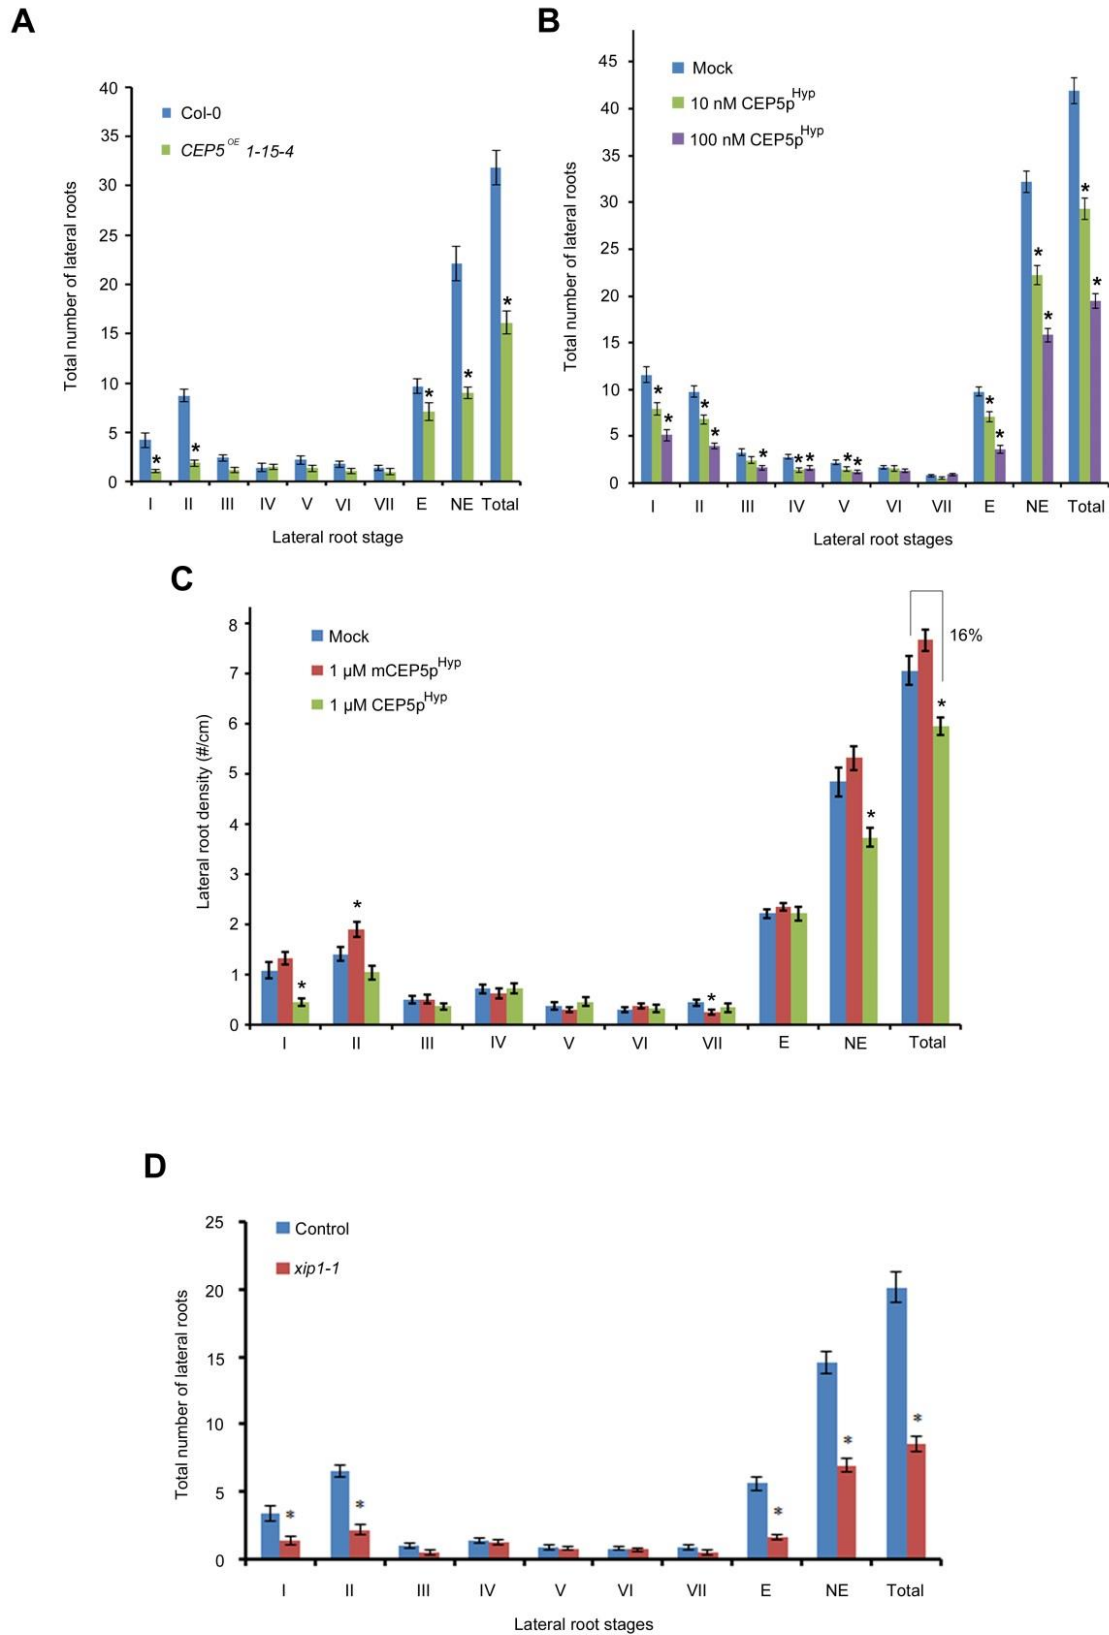 A
40
35
30
25
20
15
10
5
0
Total number of lateral roots
Col-0
CEP5 OE 1-15-4
* * * * *
I II III IV V VI VII E NE Total
Lateral root stage
B
45
40
35
30
25
20
15
10
5
0
Total number of lateral roots
Mock
10 nM CEP5pHyp
100 nM CEP5pHyp
* * * * * * * * * * * * * * *
I II III IV V VI VII E NE Total
Lateral root stages
C
8
7
6
5
4
3
2
1
0
Lateral root density (#/cm)
Mock
1 µM mCEP5pHyp
1 µM CEP5pHyp
16%
* * * * *
I II III IV V VI VII E NE Total
D
25
20
15
10
5
0
Total number of lateral roots
Control
xip1-1
* * * * *
I II III IV V VI VII E NE Total
Lateral root stages